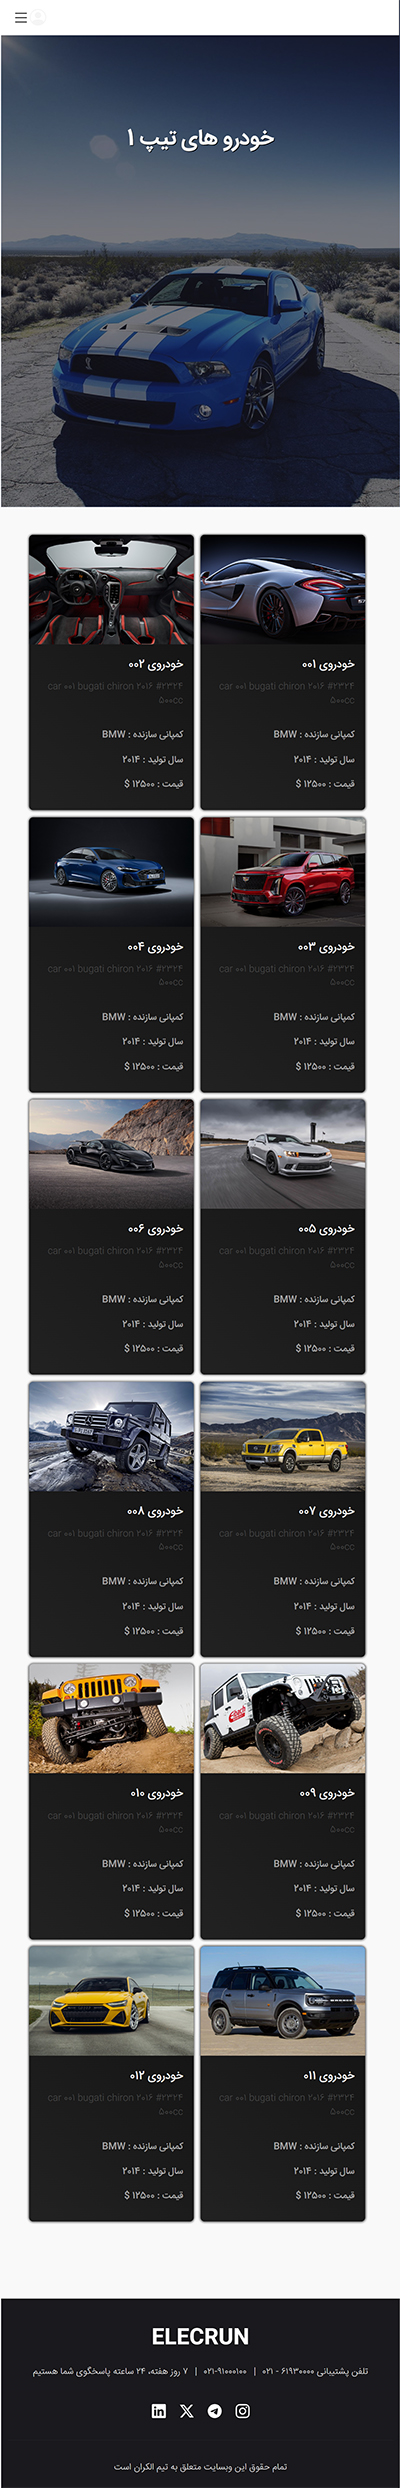 خودرو های تیپ ۱
خودروی ۰۰۱
car ۰۰۱ bugati chiron ۲۰۱۶ #۲۳۲۴
۵۰۰cc
کمپانی سازنده : BMW
سال تولید : ۲۰۱۴
قیمت : ۱۲۵۰۰ $
خودروی ۰۰۲
car ۰۰۱ bugati chiron ۲۰۱۶ #۲۳۲۴
۵۰۰cc
کمپانی سازنده : BMW
سال تولید : ۲۰۱۴
قیمت : ۱۲۵۰۰ $
خودروی ۰۰۳
car ۰۰۱ bugati chiron ۲۰۱۶ #۲۳۲۴
۵۰۰cc
کمپانی سازنده : BMW
سال تولید : ۲۰۱۴
قیمت : ۱۲۵۰۰ $
خودروی ۰۰۴
car ۰۰۱ bugati chiron ۲۰۱۶ #۲۳۲۴
۵۰۰cc
کمپانی سازنده : BMW
سال تولید : ۲۰۱۴
قیمت : ۱۲۵۰۰ $
خودروی ۰۰۵
car ۰۰۱ bugati chiron ۲۰۱۶ #۲۳۲۴
۵۰۰cc
کمپانی سازنده : BMW
سال تولید : ۲۰۱۴
قیمت : ۱۲۵۰۰ $
خودروی ۰۰۶
car ۰۰۱ bugati chiron ۲۰۱۶ #۲۳۲۴
۵۰۰cc
کمپانی سازنده : BMW
سال تولید : ۲۰۱۴
قیمت : ۱۲۵۰۰ $
خودروی ۰۰۷
car ۰۰۱ bugati chiron ۲۰۱۶ #۲۳۲۴
۵۰۰cc
کمپانی سازنده : BMW
سال تولید : ۲۰۱۴
قیمت : ۱۲۵۰۰ $
خودروی ۰۰۸
car ۰۰۱ bugati chiron ۲۰۱۶ #۲۳۲۴
۵۰۰cc
کمپانی سازنده : BMW
سال تولید : ۲۰۱۴
قیمت : ۱۲۵۰۰ $
خودروی ۰۰۹
car ۰۰۱ bugati chiron ۲۰۱۶ #۲۳۲۴
۵۰۰cc
کمپانی سازنده : BMW
سال تولید : ۲۰۱۴
قیمت : ۱۲۵۰۰ $
خودروی ۰۱۰
car ۰۰۱ bugati chiron ۲۰۱۶ #۲۳۲۴
۵۰۰cc
کمپانی سازنده : BMW
سال تولید : ۲۰۱۴
قیمت : ۱۲۵۰۰ $
خودروی ۰۱۱
car ۰۰۱ bugati chiron ۲۰۱۶ #۲۳۲۴
۵۰۰cc
کمپانی سازنده : BMW
سال تولید : ۲۰۱۴
قیمت : ۱۲۵۰۰ $
خودروی ۰۱۲
car ۰۰۱ bugati chiron ۲۰۱۶ #۲۳۲۴
۵۰۰cc
کمپانی سازنده : BMW
سال تولید : ۲۰۱۴
قیمت : ۱۲۵۰۰ $
ELECRUN
تلفن پشتیبانی ۶۱۹۳۰۰۰۰ - ۰۲۱ | ۰۲۱-۹۱۰۰۰۱۰۰ | ۷ روز هفته، ۲۴ ساعته پاسخگوی شما هستیم
تمام حقوق این وبسایت متعلق به تیم الکران است